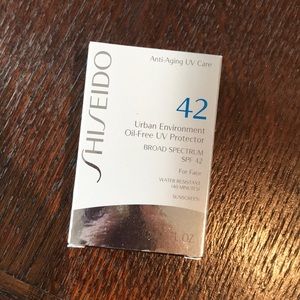 SHISEIDO
Anti-Aging UV Care
42
Urban Environment
Oil-Free UV Protector
BROAD SPECTRUM
SPF 42
For Face
WATER RESISTANT
(40 MINUTES)
SUNSCREEN
OZ